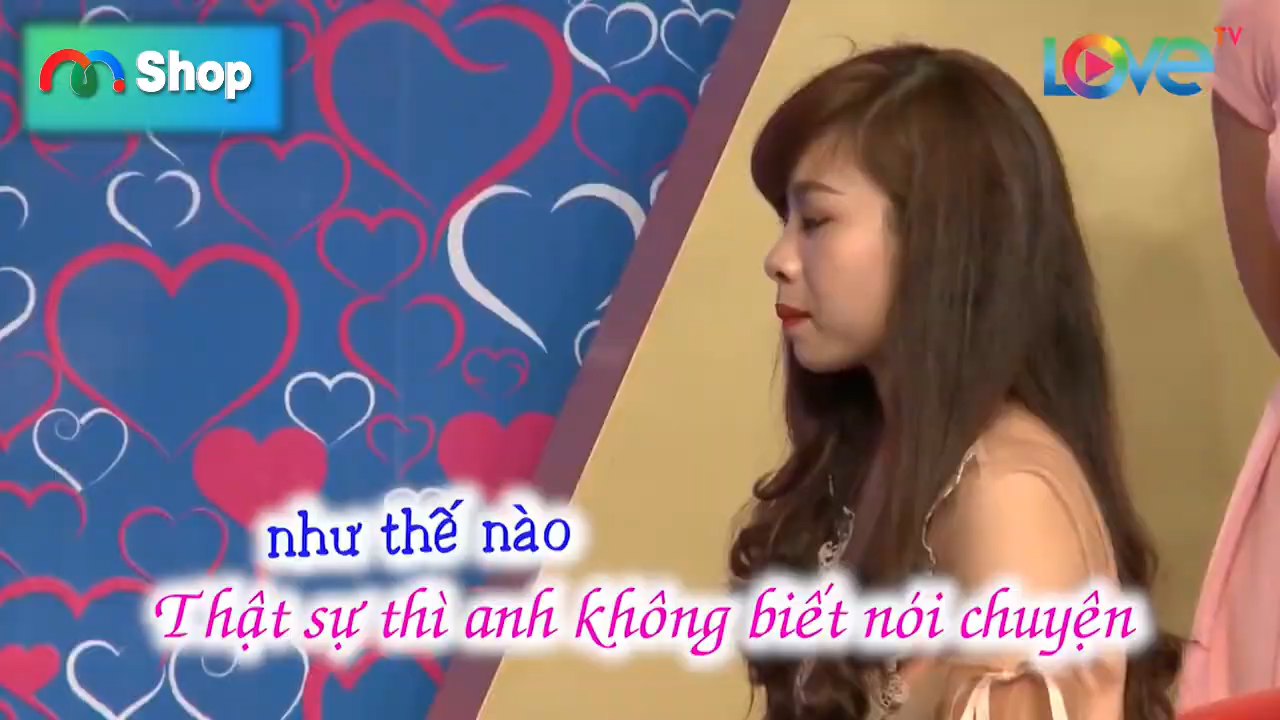 Shop
LOVE TV
như thế nào
Thật sự thì anh không biết nói chuyện